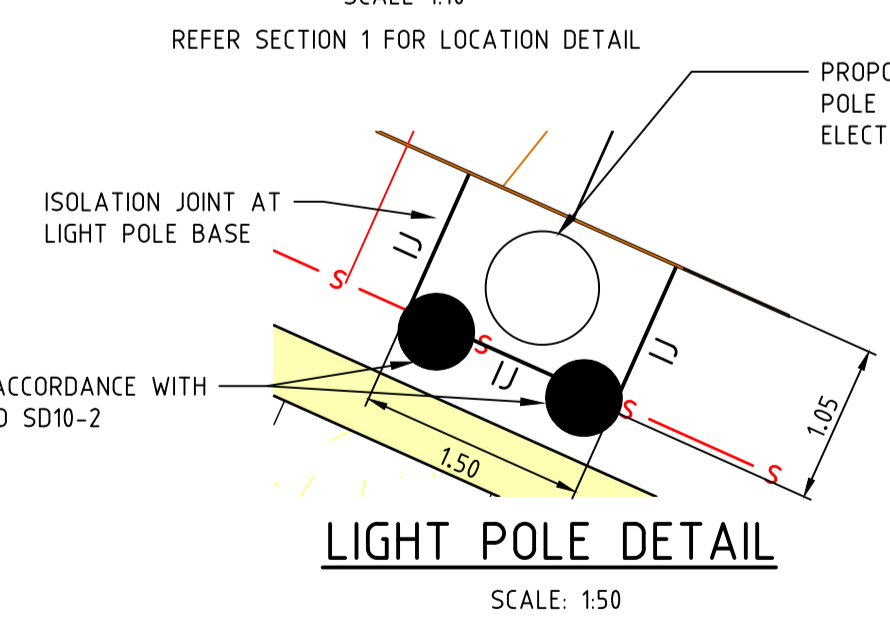 REFER SECTION 1 FOR LOCATION DETAIL
POLE
ISOLATION JOINT AT
LIGHT POLE BASE
IJ
IJ
IJ
S
S
S
S
ACCORDANCE WITH
SD10-2
1.50
1.05
LIGHT POLE DETAIL
SCALE: 1:50